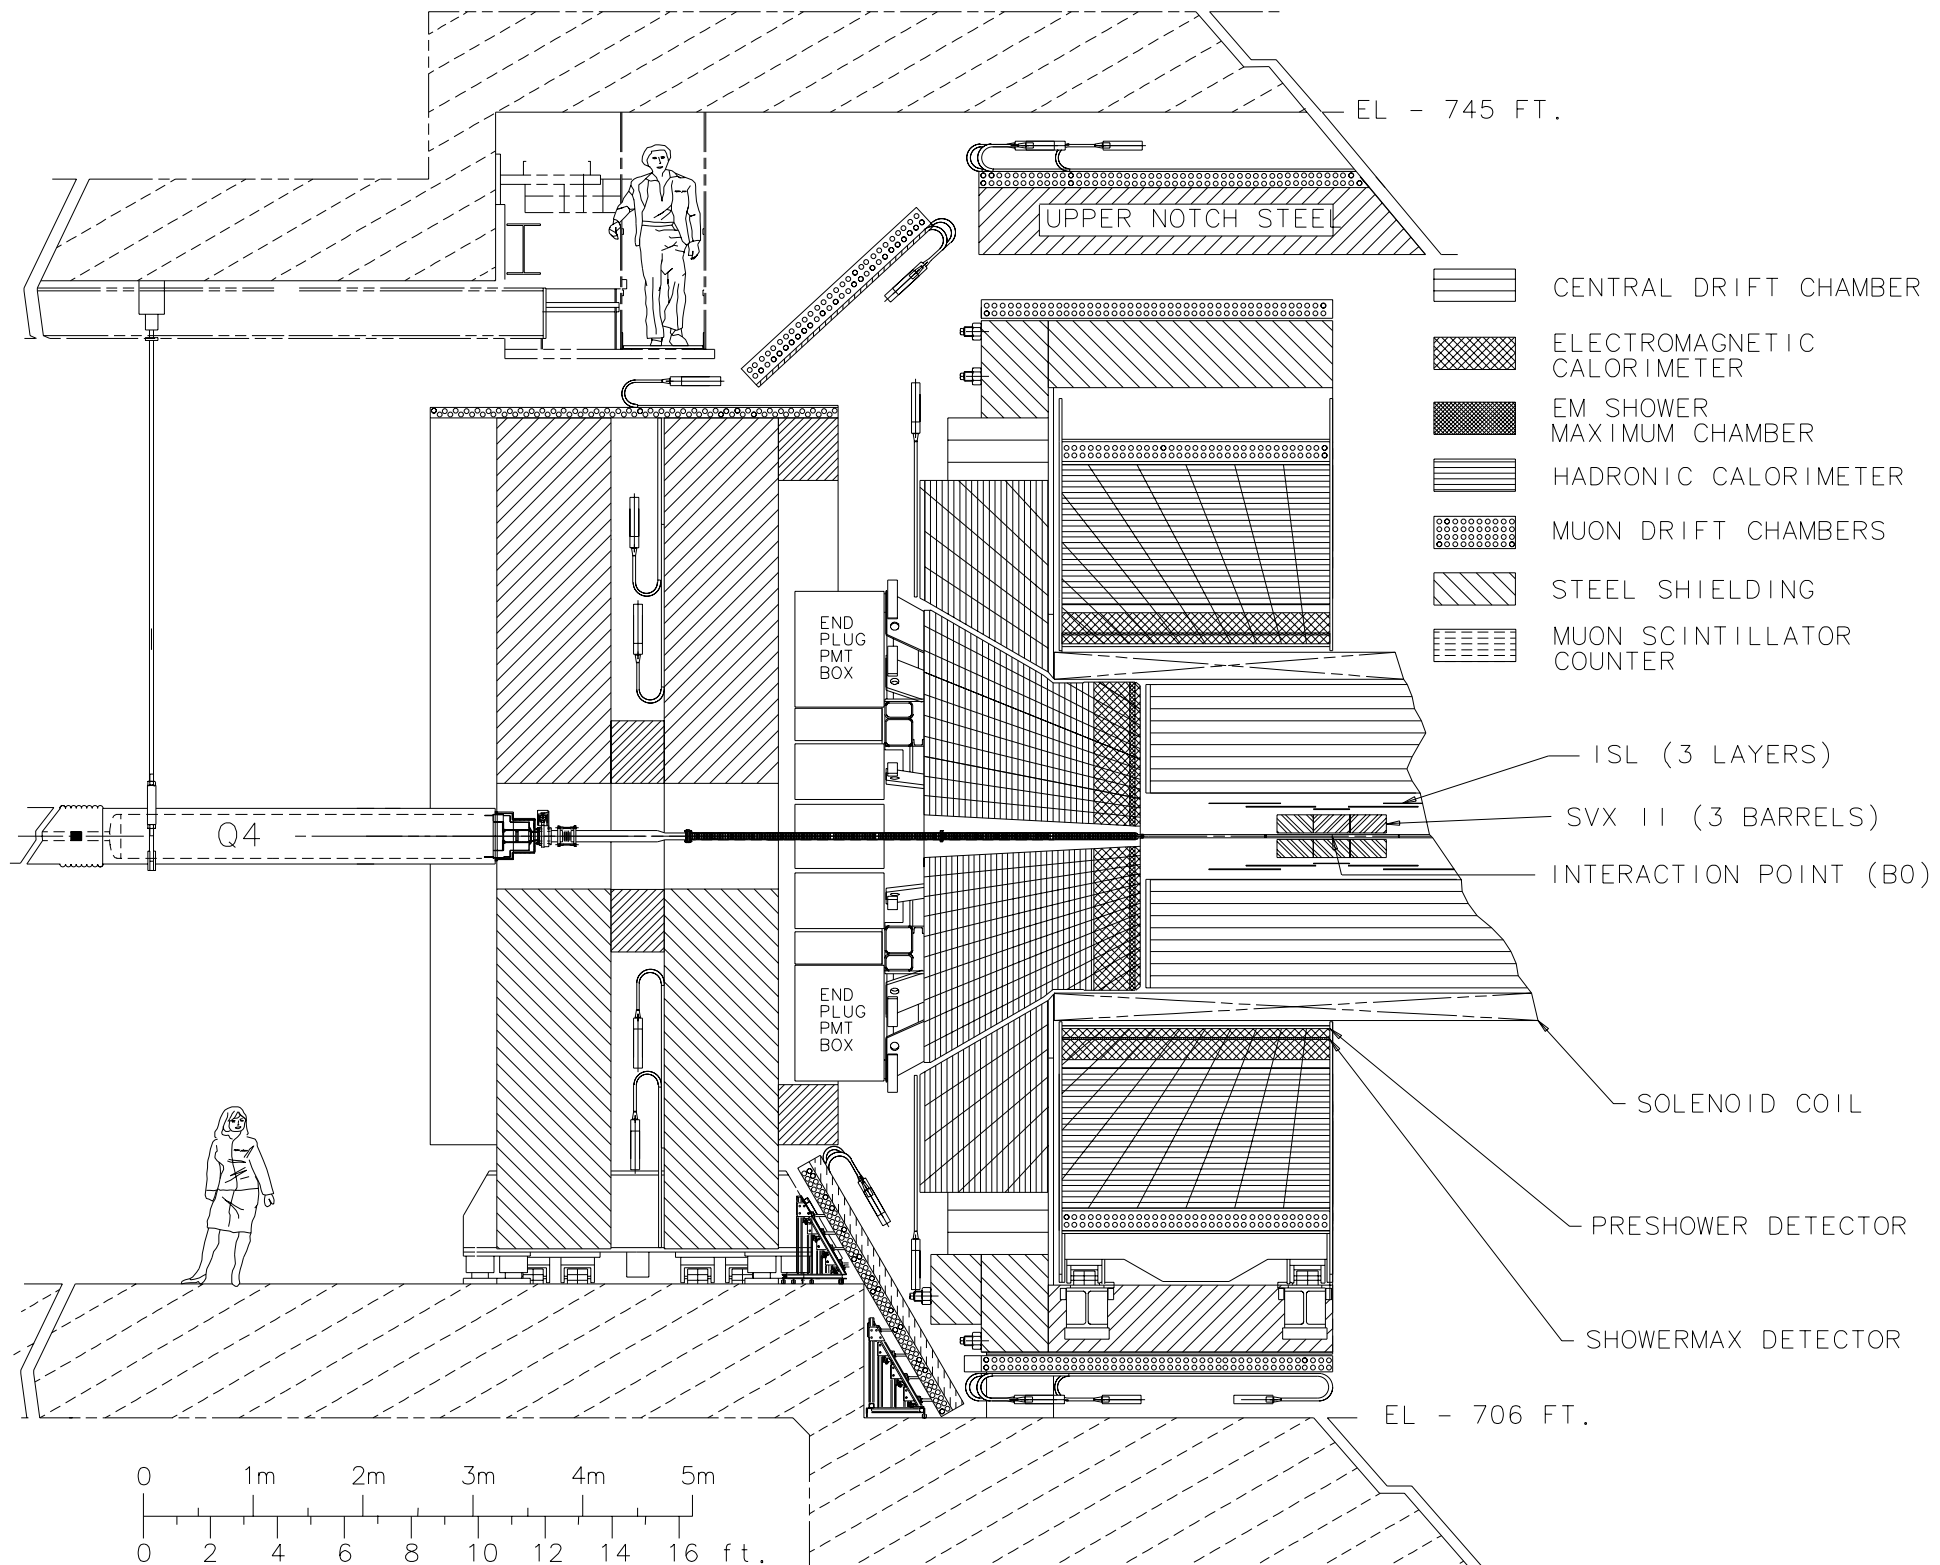 EL - 745 FT.
UPPER NOTCH STEEL
CENTRAL DRIFT CHAMBER
ELECTROMAGNETIC
CALORIMETER
EM SHOWER
MAXIMUM CHAMBER
HADRONIC CALORIMETER
MUON DRIFT CHAMBERS
STEEL SHIELDING
MUON SCINTILLATOR
COUNTER
END
PLUG
PMT
BOX
ISL (3 LAYERS)
SVX II (3 BARRELS)
Q4
INTERACTION POINT (B0)
END
PLUG
PMT
BOX
SOLENOID COIL
PRESHOWER DETECTOR
SHOWERMAX DETECTOR
EL - 706 FT.
0 1m 2m 3m 4m 5m
0 2 4 6 8 10 12 14 16 ft.